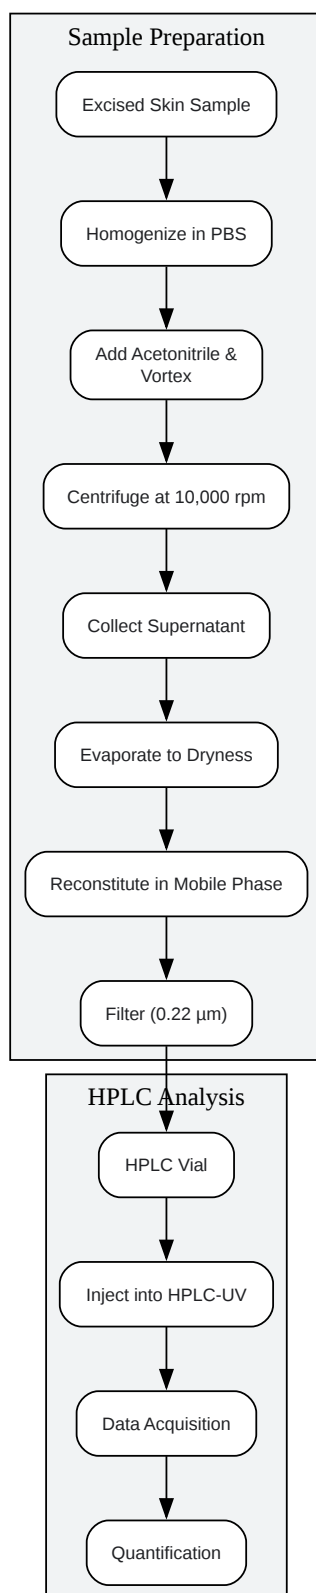 Sample Preparation
Excised Skin Sample
Homogenize in PBS
Add Acetonitrile &
Vortex
Centrifuge at 10,000 rpm
Collect Supernatant
Evaporate to Dryness
Reconstitute in Mobile Phase
Filter (0.22 µm)
HPLC Analysis
HPLC Vial
Inject into HPLC-UV
Data Acquisition
Quantification